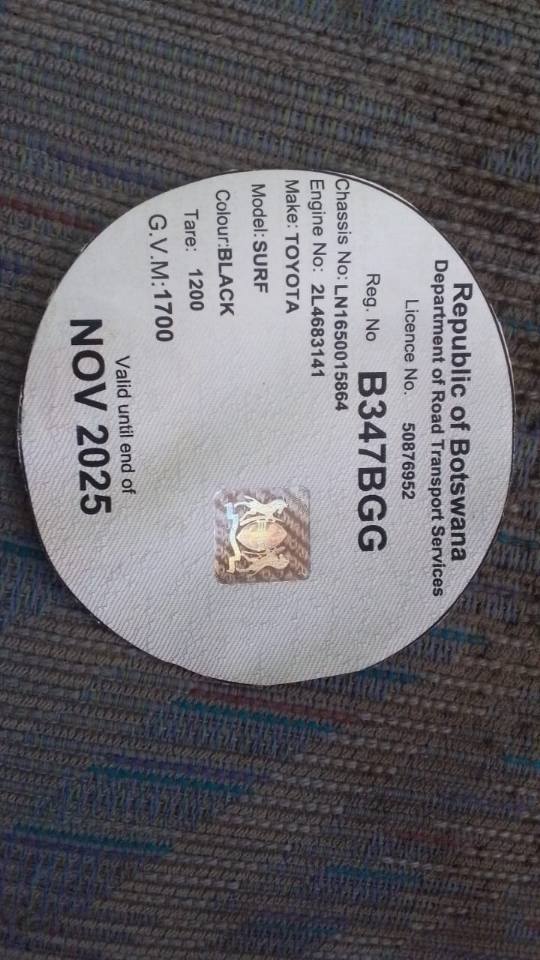 Republic of Botswana
Department of Road Transport Services
Licence No. 50876952
Reg. No B347BGG
Chassis No: LN1650015864
Engine No: 2L4683141
Make: TOYOTA
Model: SURF
Colour:BLACK
Tare: 1200
G.V.M:1700
Valid until end of
NOV 2025